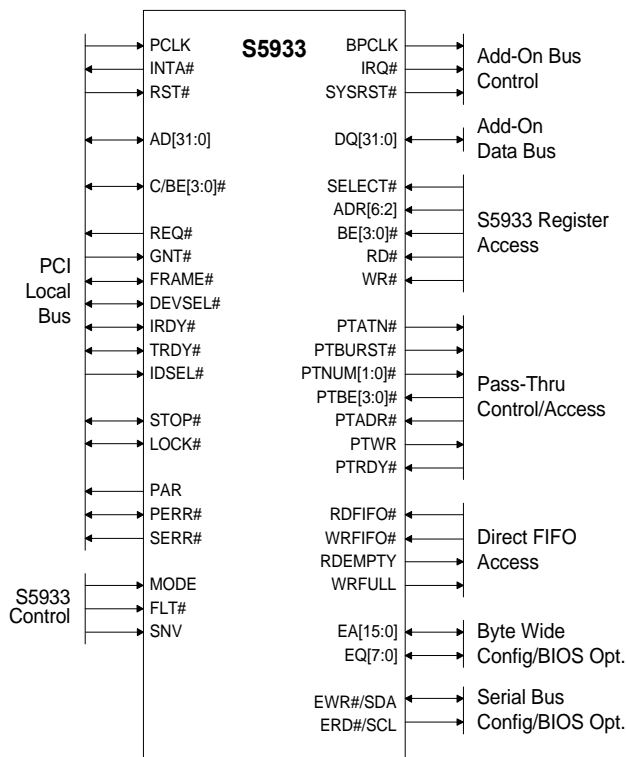 S5933
PCI
Local
Bus
S5933
Control
PCLK
INTA#
RST#
AD[31:0]
C/BE[3:0]#
REQ#
GNT#
FRAME#
DEVSEL#
IRDY#
TRDY#
IDSEL#
STOP#
LOCK#
PAR
PERR#
SERR#
MODE
FLT#
SNV
BPCLK
IRQ#
SYSRST#
DQ[31:0]
SELECT#
ADR[6:2]
BE[3:0]#
RD#
WR#
PTATN#
PTBURST#
PTNUM[1:0]#
PTBE[3:0]#
PTADR#
PTWR
PTRDY#
RDFIFO#
WRFIFO#
RDEMPTY
WRFULL
EA[15:0]
EQ[7:0]
EWR#/SDA
ERD#/SCL
Add-On Bus
Control
Add-On
Data Bus
S5933 Register
Access
Pass-Thru
Control/Access
Direct FIFO
Access
Byte Wide
Config/BIOS Opt.
Serial Bus
Config/BIOS Opt.